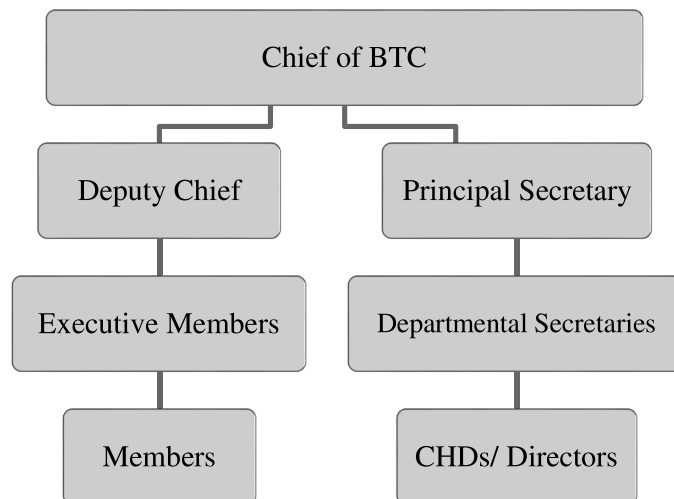 Chief of BTC
Deputy Chief
Principal Secretary
Executive Members
Departmental Secretaries
Members
CHDs/ Directors